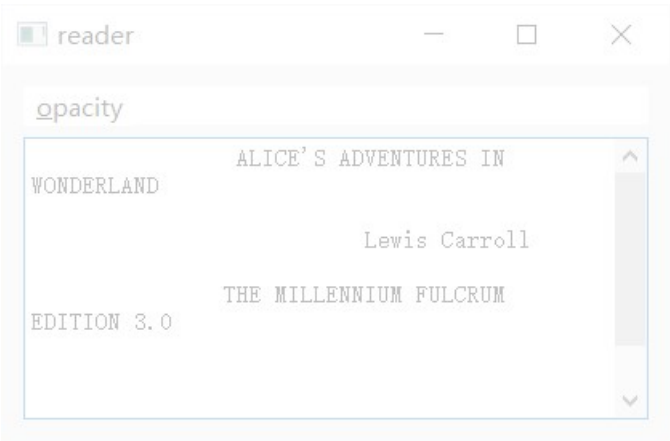 reader
opacity
ALICE'S ADVENTURES IN
WONDERLAND
Lewis Carroll
THE MILLENNIUM FULCRUM
EDITION 3.0